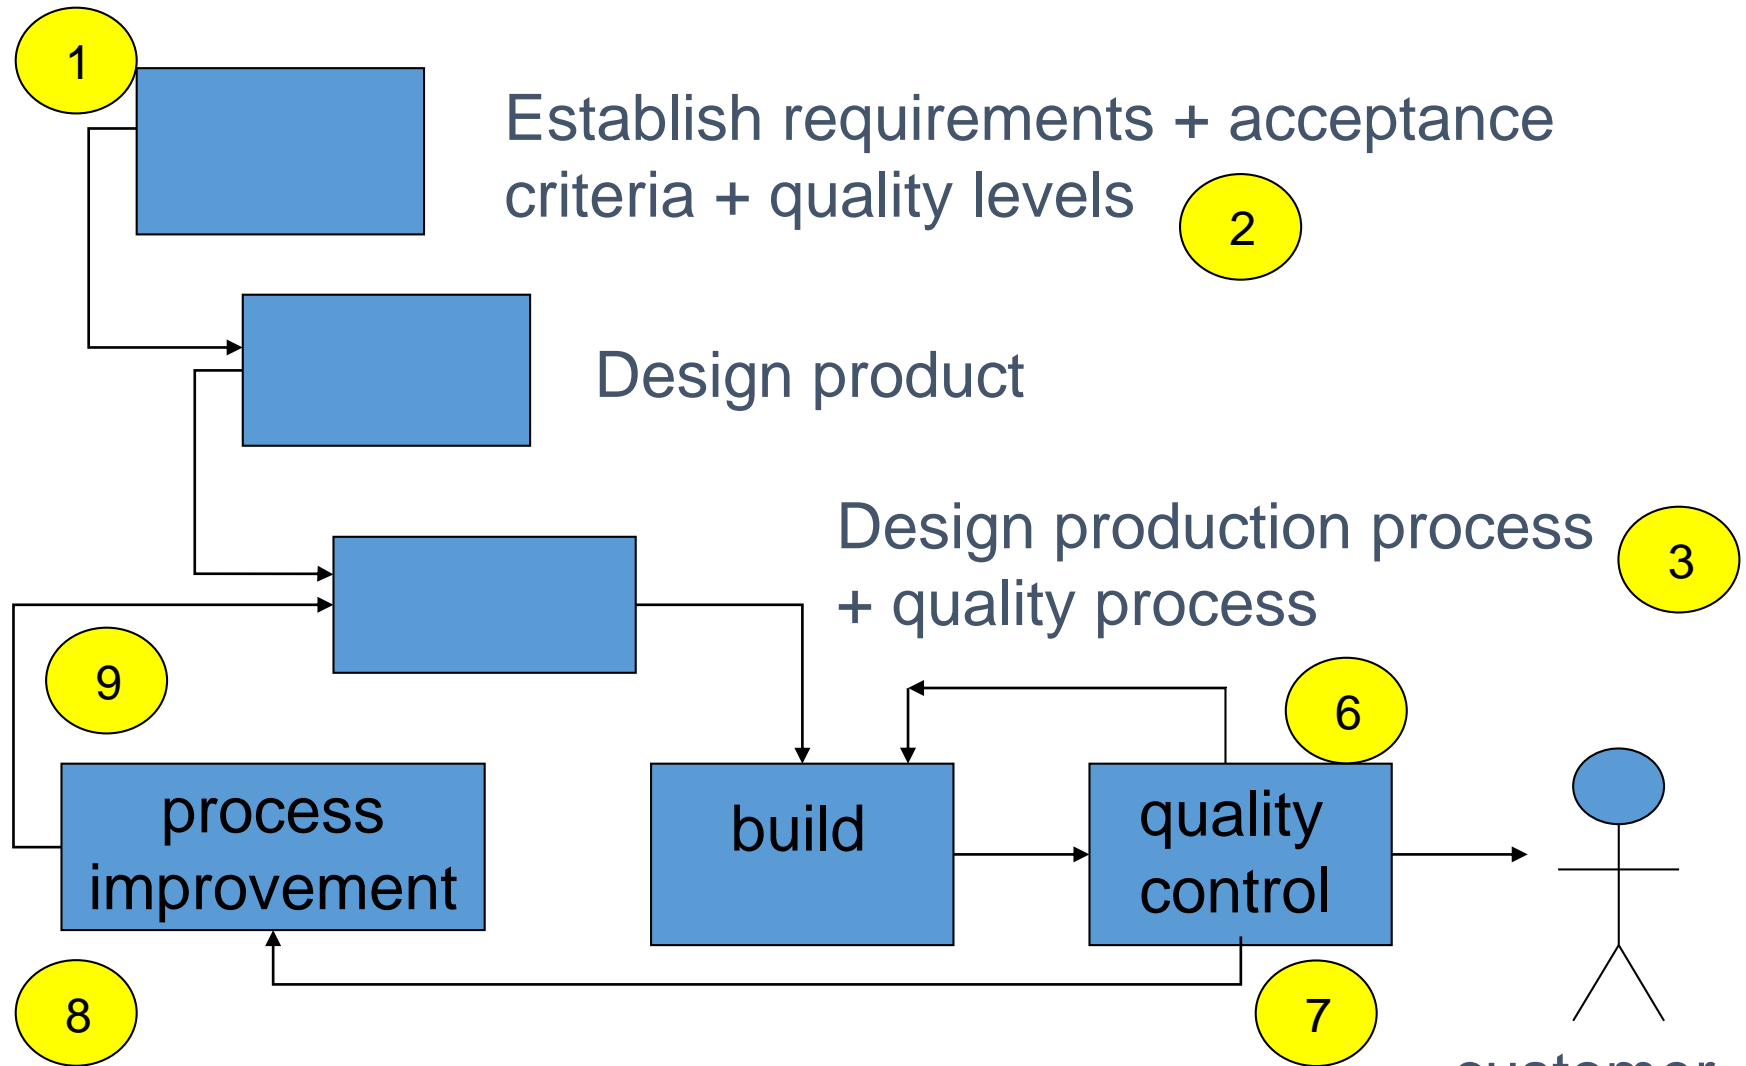 1
Establish requirements + acceptance
criteria + quality levels
2
Design product
Design production process
+ quality process
3
9
6
process
improvement
build
quality
control
8
7
customer